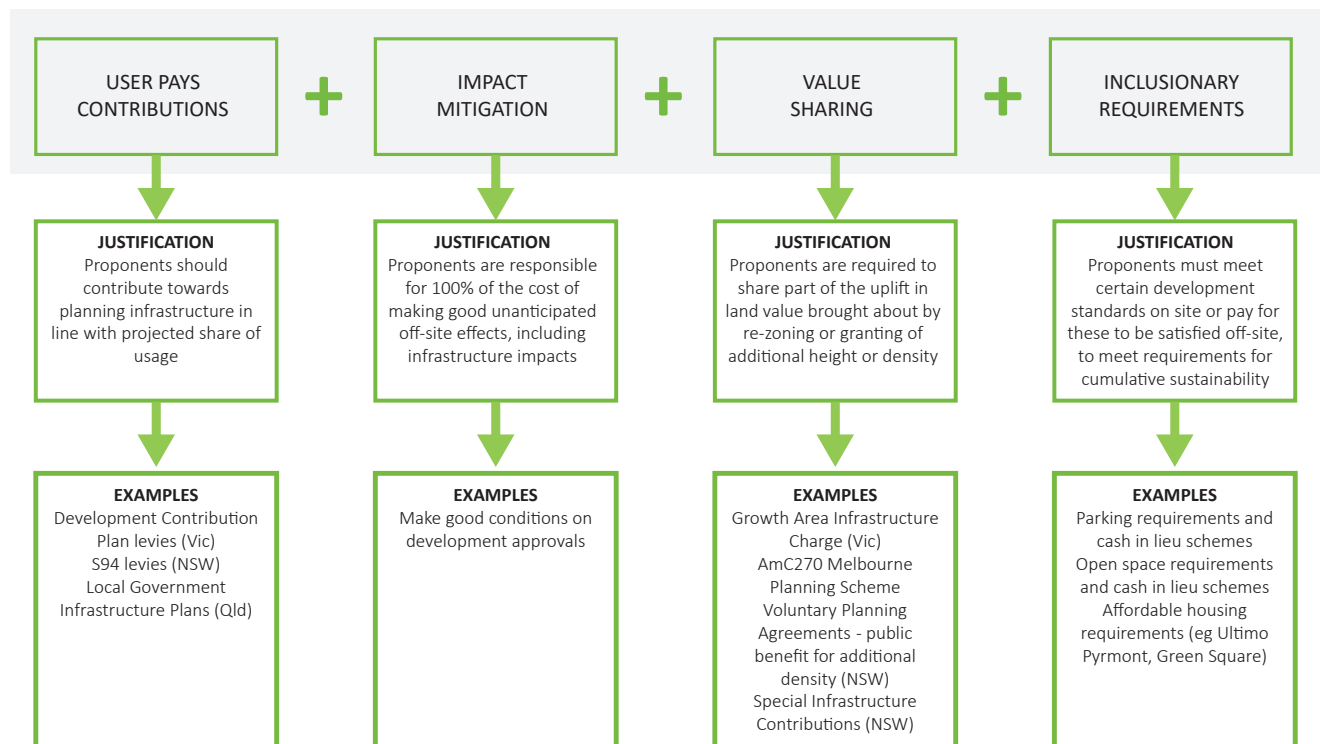 USER PAYS
CONTRIBUTIONS
IMPACT
MITIGATION
VALUE
SHARING
INCLUSIONARY
REQUIREMENTS
JUSTIFICATION
Proponents should
contribute towards
planning infrastructure in
line with projected share of
usage
JUSTIFICATION
Proponents are responsible
for 100% of the cost of
making good unanticipated
off-site effects, including
infrastructure impacts
JUSTIFICATION
Proponents are required to
share part of the uplift in
land value brought about by
re-zoning or granting of
additional height or density
JUSTIFICATION
Proponents must meet
certain development
standards on site or pay for
these to be satisfied off-site,
to meet requirements for
cumulative sustainability
EXAMPLES
Development Contribution
Plan levies (Vic)
S94 levies (NSW)
Local Government
Infrastructure Plans (Qld)
EXAMPLES
Make good conditions on
development approvals
EXAMPLES
Growth Area Infrastructure
Charge (Vic)
AmC270 Melbourne
Planning Scheme
Voluntary Planning
Agreements - public
benefit for additional
density (NSW)
Special Infrastructure
Contributions (NSW)
EXAMPLES
Parking requirements and
cash in lieu schemes
Open space requirements
and cash in lieu schemes
Affordable housing
requirements (eg Ultimo
Pyrmont, Green Square)